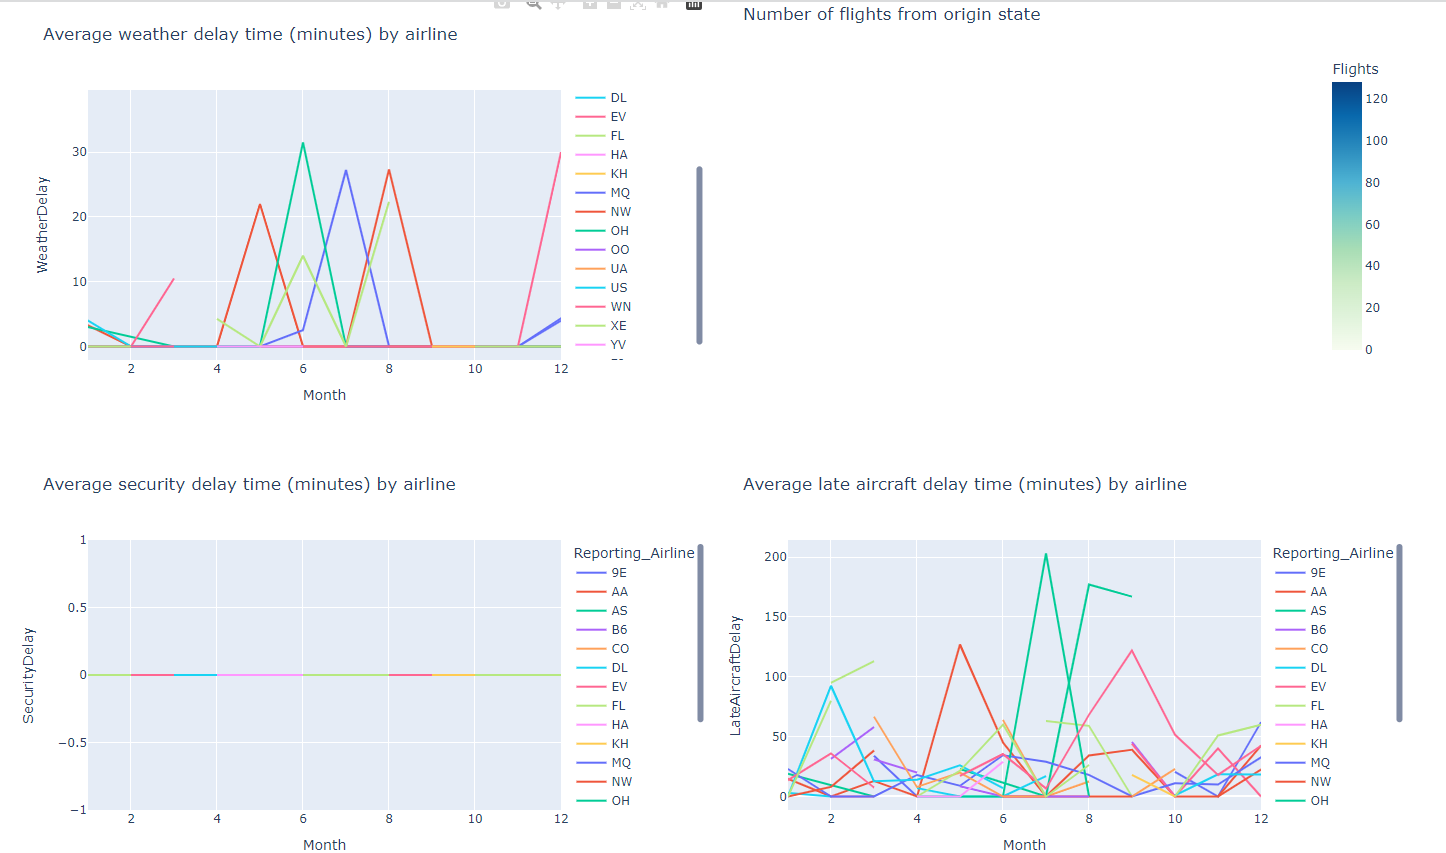 Average weather delay time (minutes) by airline
WeatherDelay
30
20
10
0
2 4 6 8 10 12
Month
DL
EV
FL
HA
KH
MQ
NW
OH
OO
UA
US
WN
XE
YV
Number of flights from origin state
Flights
120
100
80
60
40
20
0
Average security delay time (minutes) by airline
SecurityDelay
1
0.5
0
−0.5
−1
2 4 6 8 10 12
Month
Reporting_Airline
9E
AA
AS
B6
CO
DL
EV
FL
HA
KH
MQ
NW
OH
Average late aircraft delay time (minutes) by airline
LateAircraftDelay
200
150
100
50
0
2 4 6 8 10 12
Month
Reporting_Airline
9E
AA
AS
B6
CO
DL
EV
FL
HA
KH
MQ
NW
OH